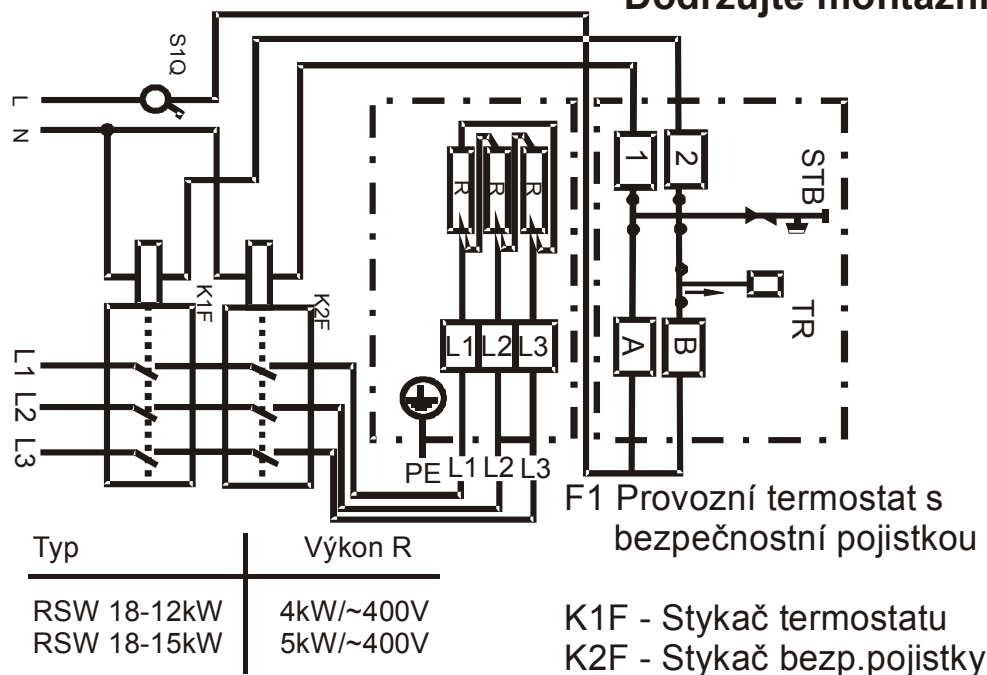 Dodržujte montážní
S1Q
L
N
1
2
STB
R
R
R
K1F
K2F
TR
L1
L2
L3
A
B
L1
L2
L3
PE L1 L2 L3
F1 Provozní termostat s
bezpečnostní pojistkou
Typ Výkon R
RSW 18-12kW 4kW/~400V
RSW 18-15kW 5kW/~400V
K1F - Stykač termostatu
K2F - Stykač bezp.pojistky